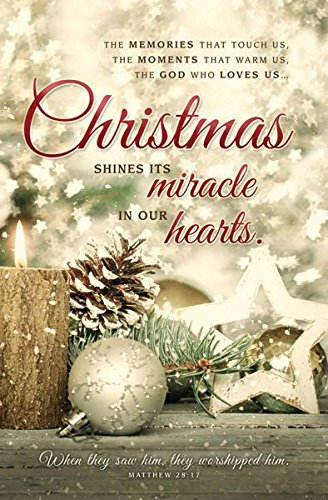 THE MEMORIES THAT TOUCH US,
THE MOMENTS THAT WARM US,
THE GOD WHO LOVES US...
Christmas
SHINES ITS
miracle
IN OUR
hearts.
When they saw him, they worshipped him.
MATTHEW 28:17